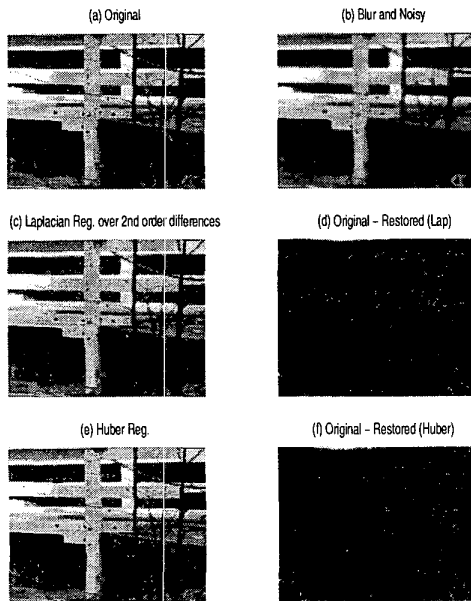 (a) Original
(b) Blur and Noisy
(c) Laplacian Reg. over 2nd order differences
(d) Original – Restored (Lap)
(e) Huber Reg.
(f) Original – Restored (Huber)